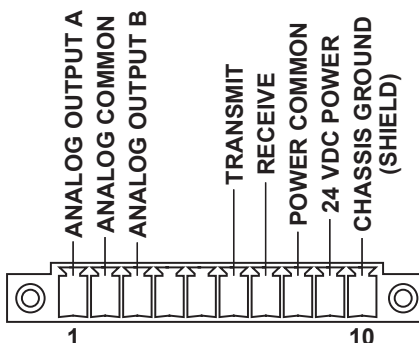 ANALOG OUTPUT A
ANALOG COMMON
ANALOG OUTPUT B
TRANSMIT
RECEIVE
POWER COMMON
24 VDC POWER
CHASSIS GROUND
(SHIELD)
1
10